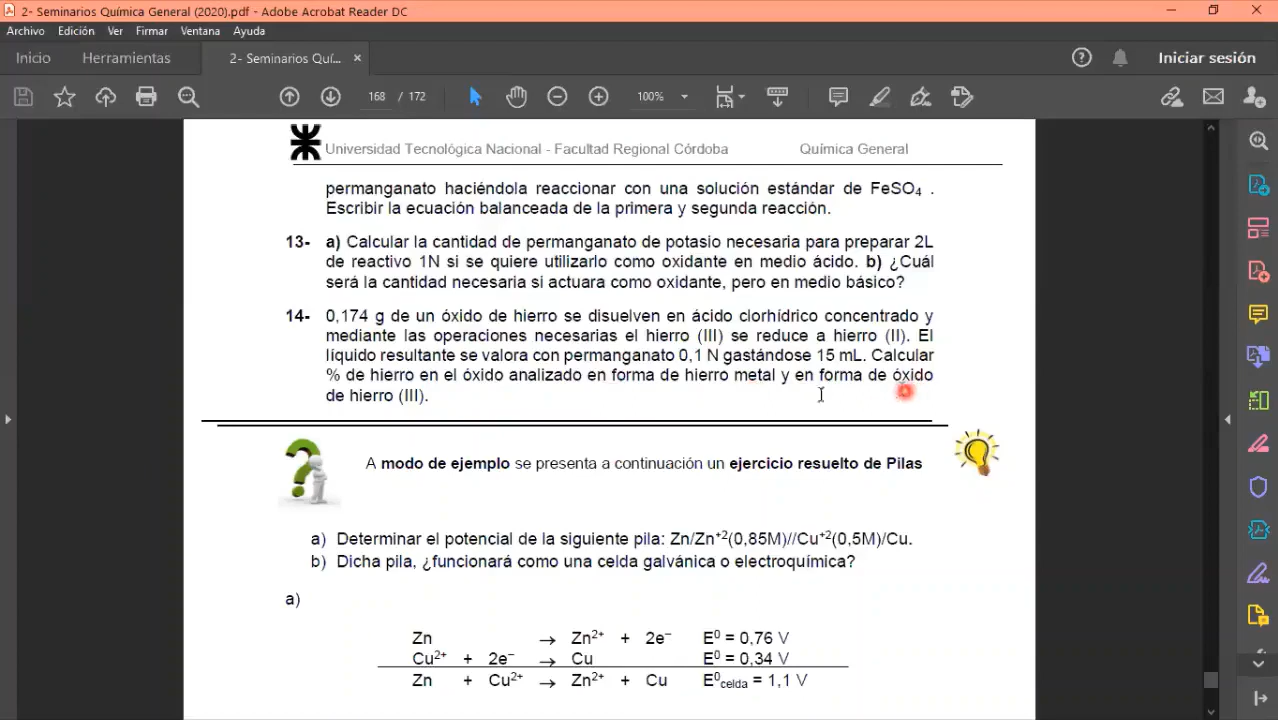 2- Seminarios Química General (2020).pdf - Adobe Acrobat Reader DC
Archivo Edición Ver Firmar Ventana Ayuda
Inicio Herramientas 2- Seminarios Quí... × Iniciar sesión
168 / 172 100%
Universidad Tecnológica Nacional - Facultad Regional Córdoba Química General
permanganato haciéndola reaccionar con una solución estándar de FeSO₄ .
Escribir la ecuación balanceada de la primera y segunda reacción.
13- a) Calcular la cantidad de permanganato de potasio necesaria para preparar 2L
de reactivo 1N si se quiere utilizarlo como oxidante en medio ácido. b) ¿Cuál
será la cantidad necesaria si actuara como oxidante, pero en medio básico?
14- 0,174 g de un óxido de hierro se disuelven en ácido clorhídrico concentrado y
mediante las operaciones necesarias el hierro (III) se reduce a hierro (II). El
líquido resultante se valora con permanganato 0,1 N gastándose 15 mL. Calcular
% de hierro en el óxido analizado en forma de hierro metal y en forma de óxido
de hierro (III).
A modo de ejemplo se presenta a continuación un ejercicio resuelto de Pilas
a) Determinar el potencial de la siguiente pila: Zn/Zn⁺²(0,85M)//Cu⁺²(0,5M)/Cu.
b) Dicha pila, ¿funcionará como una celda galvánica o electroquímica?
a)
Zn → Zn²⁺ + 2e⁻ E⁰ = 0,76 V
Cu²⁺ + 2e⁻ → Cu E⁰ = 0,34 V
Zn + Cu²⁺ → Zn²⁺ + Cu E⁰celda = 1,1 V